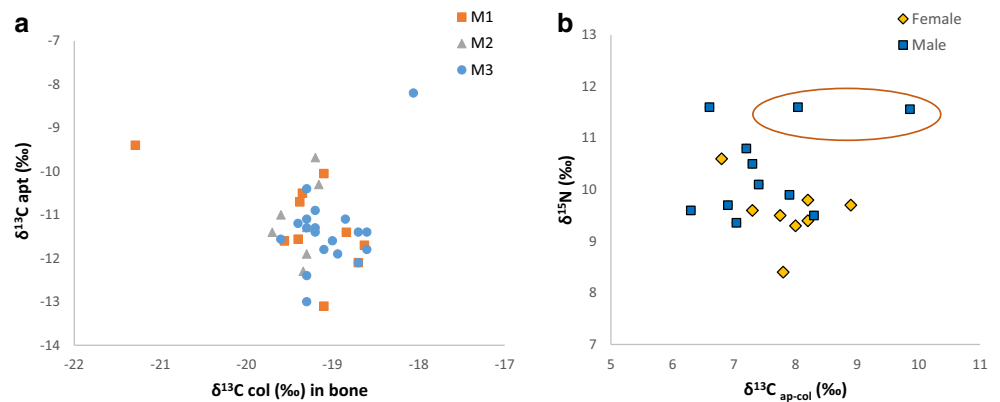 a
-7
-8
-9
-10
-11
-12
-13
-14
-22
-21
-20
-19
-18
-17
δ¹³C apt (‰)
δ¹³C col (‰) in bone
M1
M2
M3
b
13
12
11
10
9
8
7
5
6
7
8
9
10
11
δ¹⁵N (‰)
δ¹³C ap-col (‰)
Female
Male